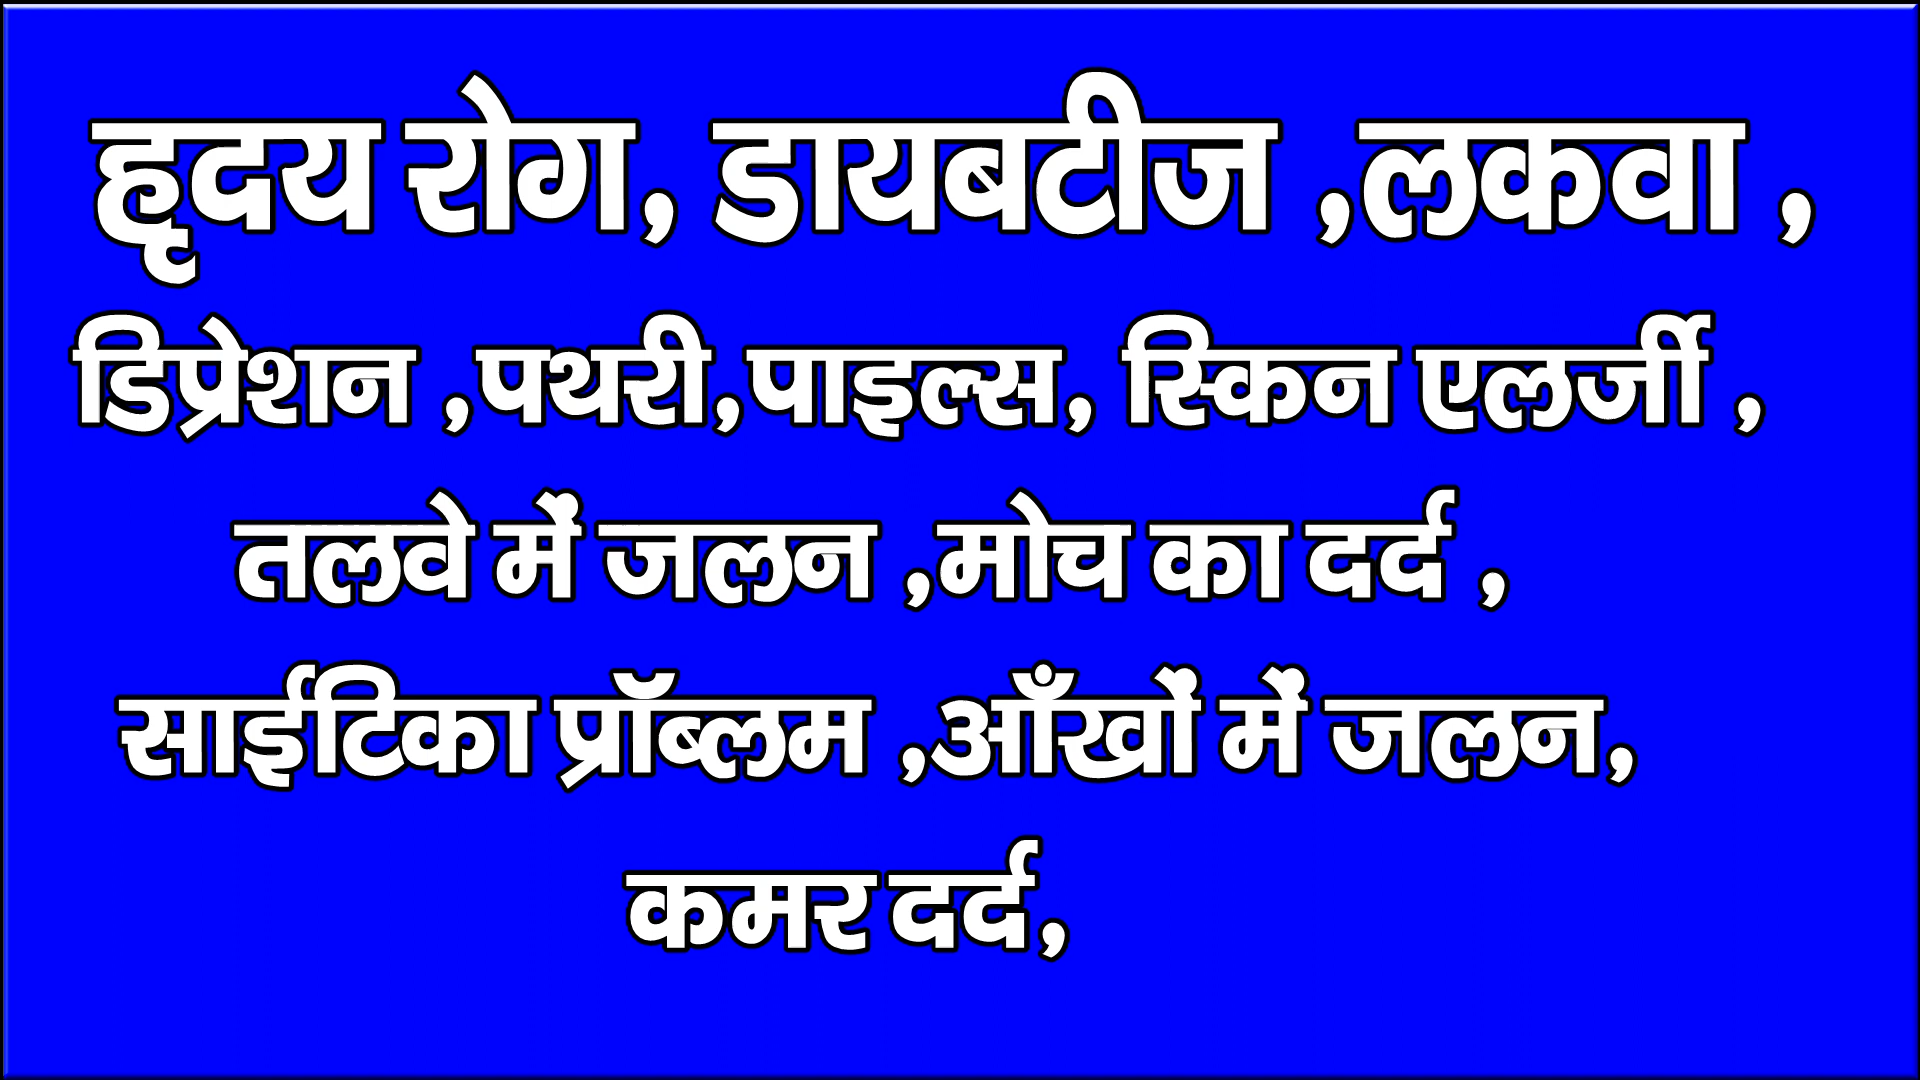 हृदय रोग, डायबटीज ,लकवा ,
डिप्रेशन ,पथरी,पाइल्स, स्किन एलर्जी ,
तलवे में जलन ,मोच का दर्द ,
साईटिका प्रॉब्लम ,आँखों में जलन,
कमर दर्द,